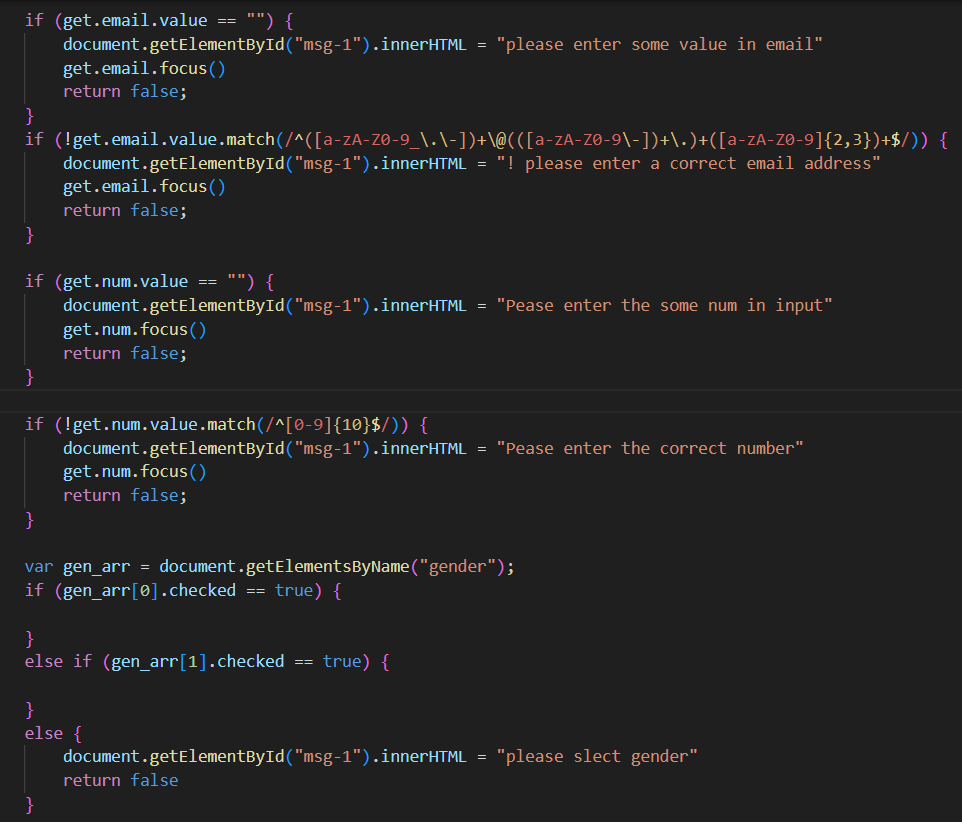 if (get.email.value == "") {
    document.getElementById("msg-1").innerHTML = "please enter some value in email"
    get.email.focus()
    return false;
}
if (!get.email.value.match(/^([a-zA-Z0-9_\.\-])+\@(([a-zA-Z0-9\-])+\.)+([a-zA-Z0-9]{2,3})+$/)) {
    document.getElementById("msg-1").innerHTML = "! please enter a correct email address"
    get.email.focus()
    return false;
}

if (get.num.value == "") {
    document.getElementById("msg-1").innerHTML = "Pease enter the some num in input"
    get.num.focus()
    return false;
}

if (!get.num.value.match(/^[0-9]{10}$/)) {
    document.getElementById("msg-1").innerHTML = "Pease enter the correct number"
    get.num.focus()
    return false;
}

var gen_arr = document.getElementsByName("gender");
if (gen_arr[0].checked == true) {

}
else if (gen_arr[1].checked == true) {

}
else {
    document.getElementById("msg-1").innerHTML = "please slect gender"
    return false
}